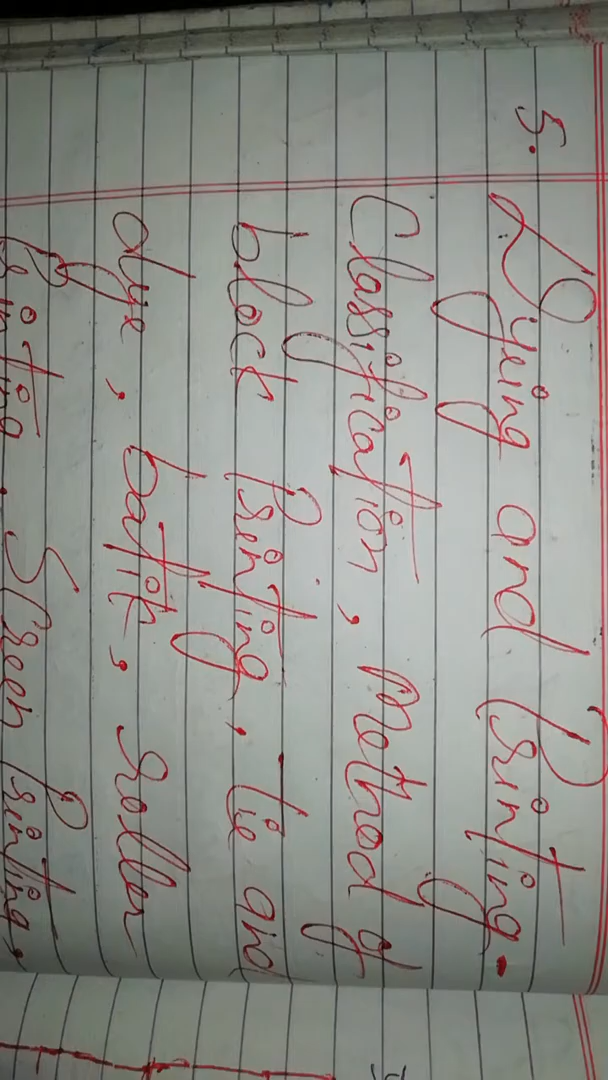 5. Dyeing and Printing.
Classification, Method of
block Printing, Tie and
dye, batik, roller
Printing, Screen Printing,